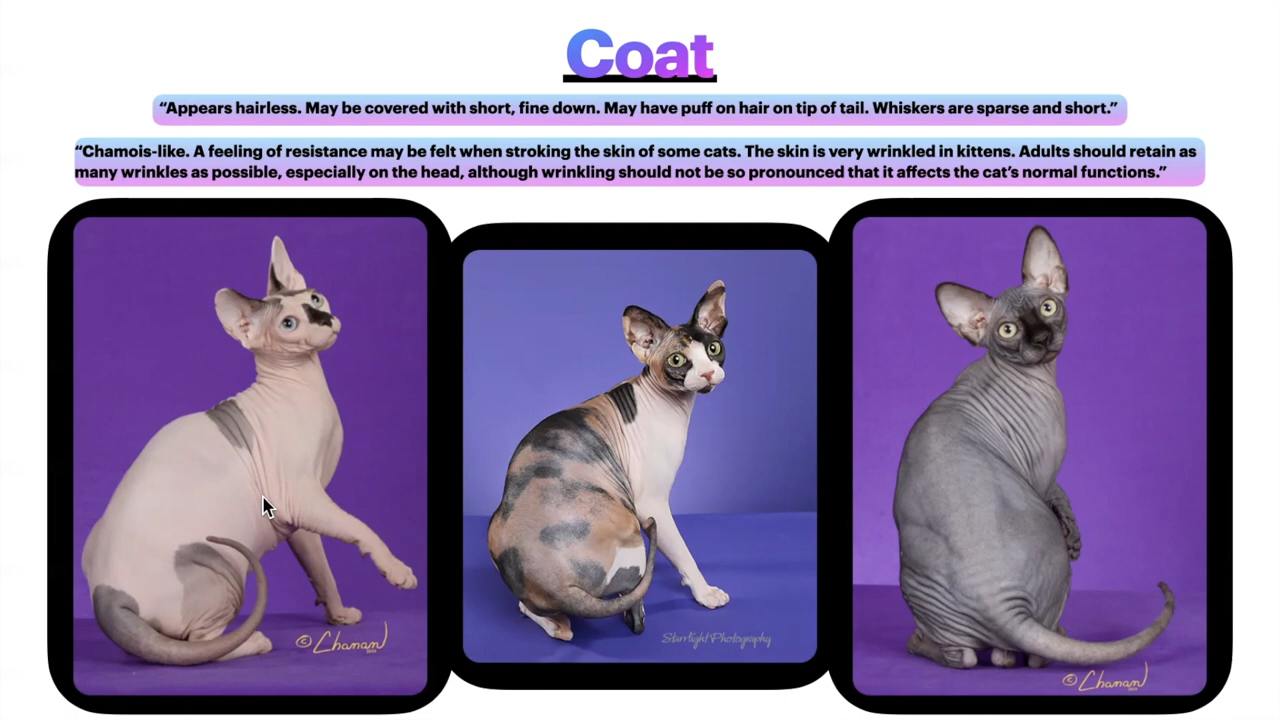 Coat
“Appears hairless. May be covered with short, fine down. May have puff on hair on tip of tail. Whiskers are sparse and short.”
“Chamois-like. A feeling of resistance may be felt when stroking the skin of some cats. The skin is very wrinkled in kittens. Adults should retain as
many wrinkles as possible, especially on the head, although wrinkling should not be so pronounced that it affects the cat’s normal functions.”
© Chanan
Starrlight Photography
© Chanan